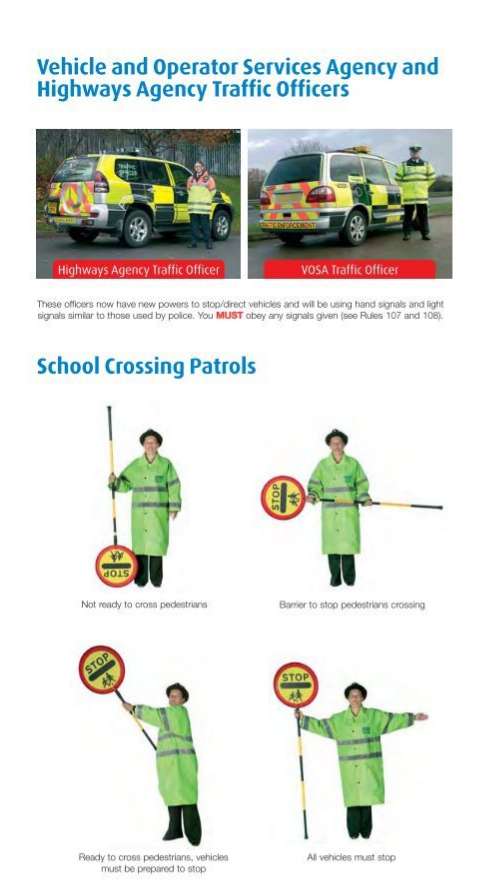 Vehicle and Operator Services Agency and
Highways Agency Traffic Officers
Highways Agency Traffic Officer
VOSA Traffic Officer
These officers now have new powers to stop/direct vehicles and will be using hand signals and light
signals similar to those used by police. You MUST obey any signals given (see Rules 107 and 108).
School Crossing Patrols
STOP
STOP
Not ready to cross pedestrians
Barrier to stop pedestrians crossing
STOP
STOP
Ready to cross pedestrians, vehicles
must be prepared to stop
All vehicles must stop